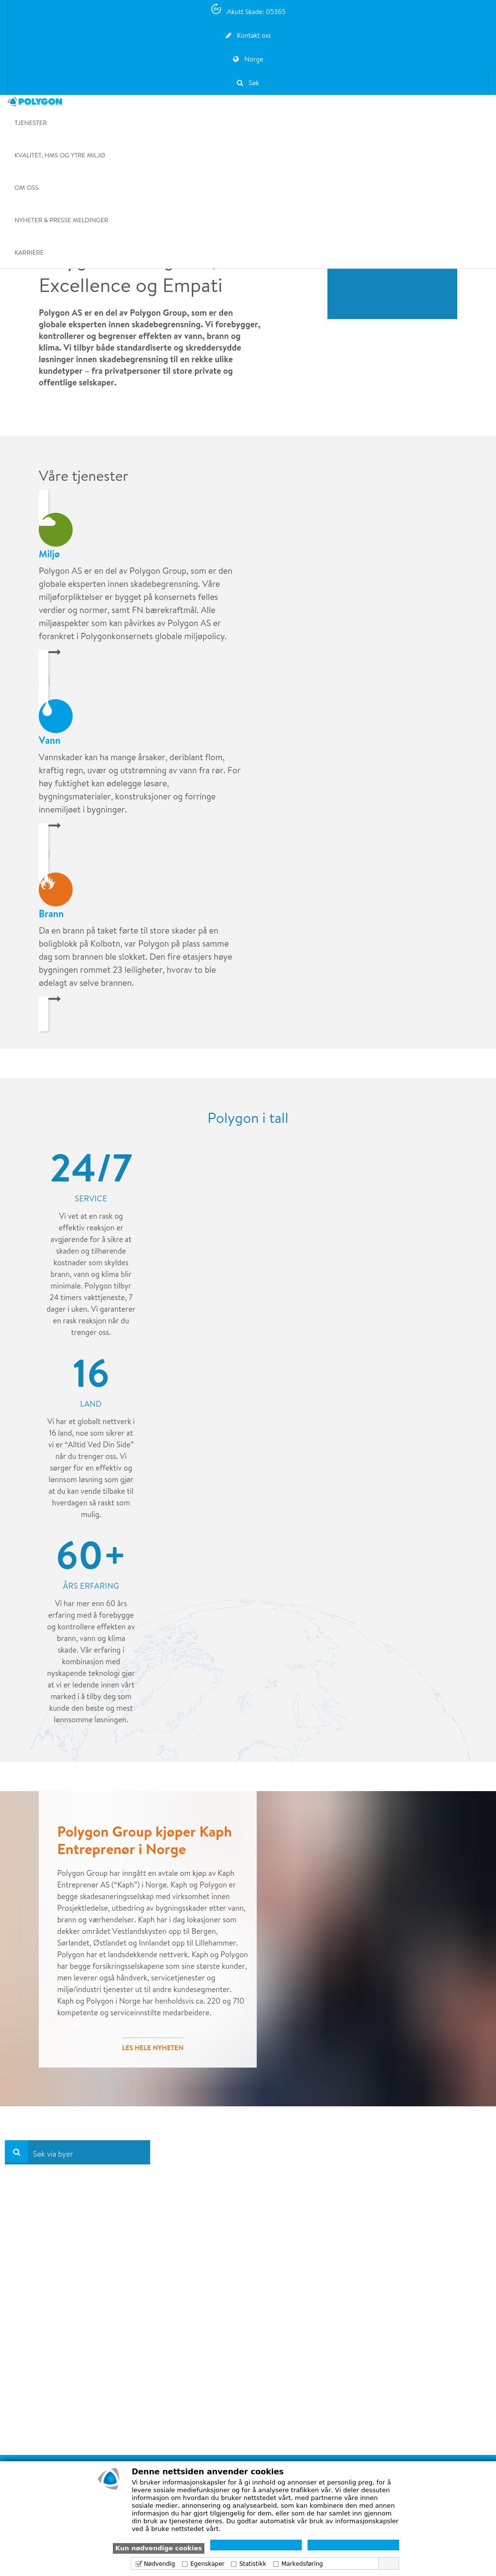 24
Akutt Skade: 05365
Kontakt oss
Norge
Søk
POLYGON
TJENESTER
KVALITET, HMS OG YTRE MILJØ
OM OSS
NYHETER & PRESSE MELDINGER
KARRIERE
Excellence og Empati
Polygon AS er en del av Polygon Group, som er den
globale eksperten innen skadebegrensning. Vi forebygger,
kontrollerer og begrenser effekten av vann, brann og
klima. Vi tilbyr både standardiserte og skreddersydde
løsninger innen skadebegrensning til en rekke ulike
kundetyper – fra privatpersoner til store private og
offentlige selskaper.
Våre tjenester
Miljø
Polygon AS er en del av Polygon Group, som er den
globale eksperten innen skadebegrensning. Våre
miljøforpliktelser er bygget på konsernets felles
verdier og normer, samt FN bærekraftmål. Alle
miljøaspekter som kan påvirkes av Polygon AS er
forankret i Polygonkonsernets globale miljøpolicy.
Vann
Vannskader kan ha mange årsaker, deriblant flom,
kraftig regn, uvær og utstrømning av vann fra rør. For
høy fuktighet kan ødelegge løsøre,
bygningsmaterialer, konstruksjoner og forringe
innemiljøet i bygninger.
Brann
Da en brann på taket førte til store skader på en
boligblokk på Kolbotn, var Polygon på plass samme
dag som brannen ble slokket. Den fire etasjers høye
bygningen rommet 23 leiligheter, hvorav to ble
ødelagt av selve brannen.
Polygon i tall
24/7
SERVICE
Vi vet at en rask og
effektiv reaksjon er
avgjørende for å sikre at
skaden og tilhørende
kostnader som skyldes
brann, vann og klima blir
minimale. Polygon tilbyr
24 timers vakttjeneste, 7
dager i uken. Vi garanterer
en rask reaksjon når du
trenger oss.
16
LAND
Vi har et globalt nettverk i
16 land, noe som sikrer at
vi er “Alltid Ved Din Side”
når du trenger oss. Vi
sørger for en effektiv og
lønnsom løsning som gjør
at du kan vende tilbake til
hverdagen så raskt som
mulig.
60+
ÅRS ERFARING
Vi har mer enn 60 års
erfaring med å forebygge
og kontrollere effekten av
brann, vann og klima
skade. Vår erfaring i
kombinasjon med
nyskapende teknologi gjør
at vi er ledende innen vårt
marked i å tilby deg som
kunde den beste og mest
lønnsomme løsningen.
Polygon Group kjøper Kaph
Entreprenør i Norge
Polygon Group har inngått en avtale om kjøp av Kaph
Entreprenør AS (“Kaph”) i Norge. Kaph og Polygon er
begge skadesaneringsselskap med virksomhet innen
Prosjektledelse, utbedring av bygningsskader etter vann,
brann og værhendelser. Kaph har i dag lokasjoner som
dekker området Vestlandskysten opp til Bergen,
Sørlandet, Østlandet og Innlandet opp til Lillehammer.
Polygon har et landsdekkende nettverk. Kaph og Polygon
har begge forsikringsselskapene som sine største kunder,
men leverer også håndverk, servicetjenester og
miljø/industri tjenester ut til andre kundesegmenter.
Kaph og Polygon i Norge har henholdsvis ca. 220 og 710
kompetente og serviceinnstilte medarbeidere.
LES HELE NYHETEN
Søk via byer
Denne nettsiden anvender cookies
Vi bruker informasjonskapsler for å gi innhold og annonser et personlig preg, for å
levere sosiale mediefunksjoner og for å analysere trafikken vår. Vi deler dessuten
informasjon om hvordan du bruker nettstedet vårt, med partnerne våre innen
sosiale medier, annonsering og analysearbeid, som kan kombinere den med annen
informasjon du har gjort tilgjengelig for dem, eller som de har samlet inn gjennom
din bruk av tjenestene deres. Du godtar automatisk vår bruk av informasjonskapsler
ved å bruke nettstedet vårt.
Kun nødvendige cookies
Nødvendig
Egenskaper
Statistikk
Markedsføring